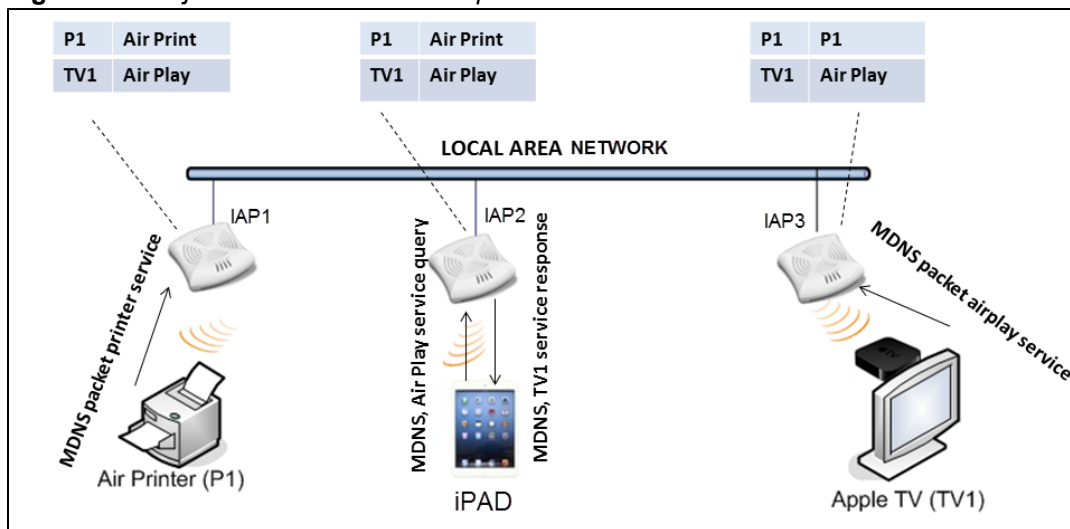 P1 Air Print
TV1 Air Play
P1 Air Print
TV1 Air Play
P1 P1
TV1 Air Play
LOCAL AREA NETWORK
IAP1
IAP2
IAP3
MDNS packet printer service
MDNS, Air Play service query
MDNS, TV1 service response
MDNS packet airplay service
tv
Air Printer (P1)
iPAD
Apple TV (TV1)